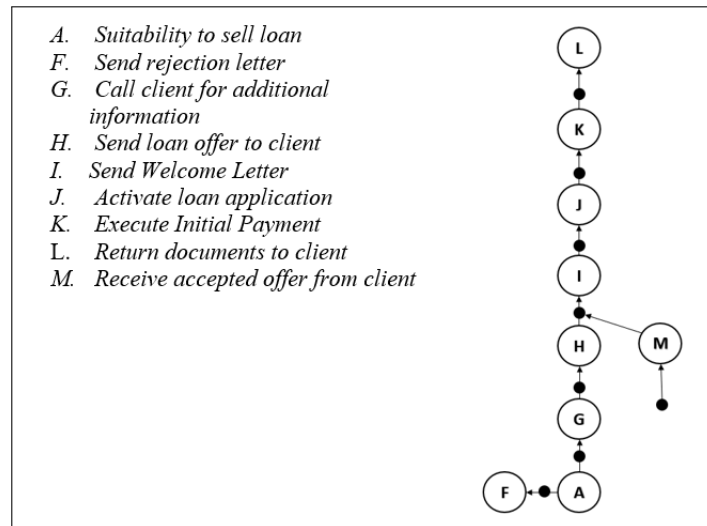 A. Suitability to sell loan
F. Send rejection letter
G. Call client for additional
information
H. Send loan offer to client
I. Send Welcome Letter
J. Activate loan application
K. Execute Initial Payment
L. Return documents to client
M. Receive accepted offer from client
L
K
J
I
H
M
G
F
A